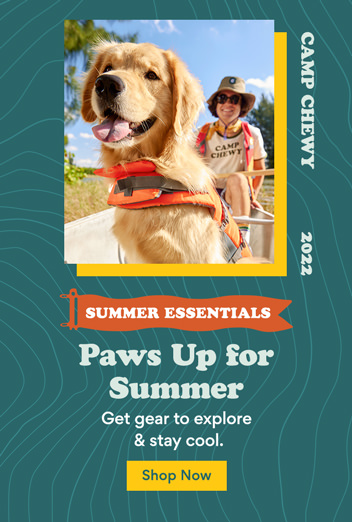 CAMP CHEWY
2022
CAMP
CHEWY
SUMMER ESSENTIALS
Paws Up for
Summer
Get gear to explore
& stay cool.
Shop Now